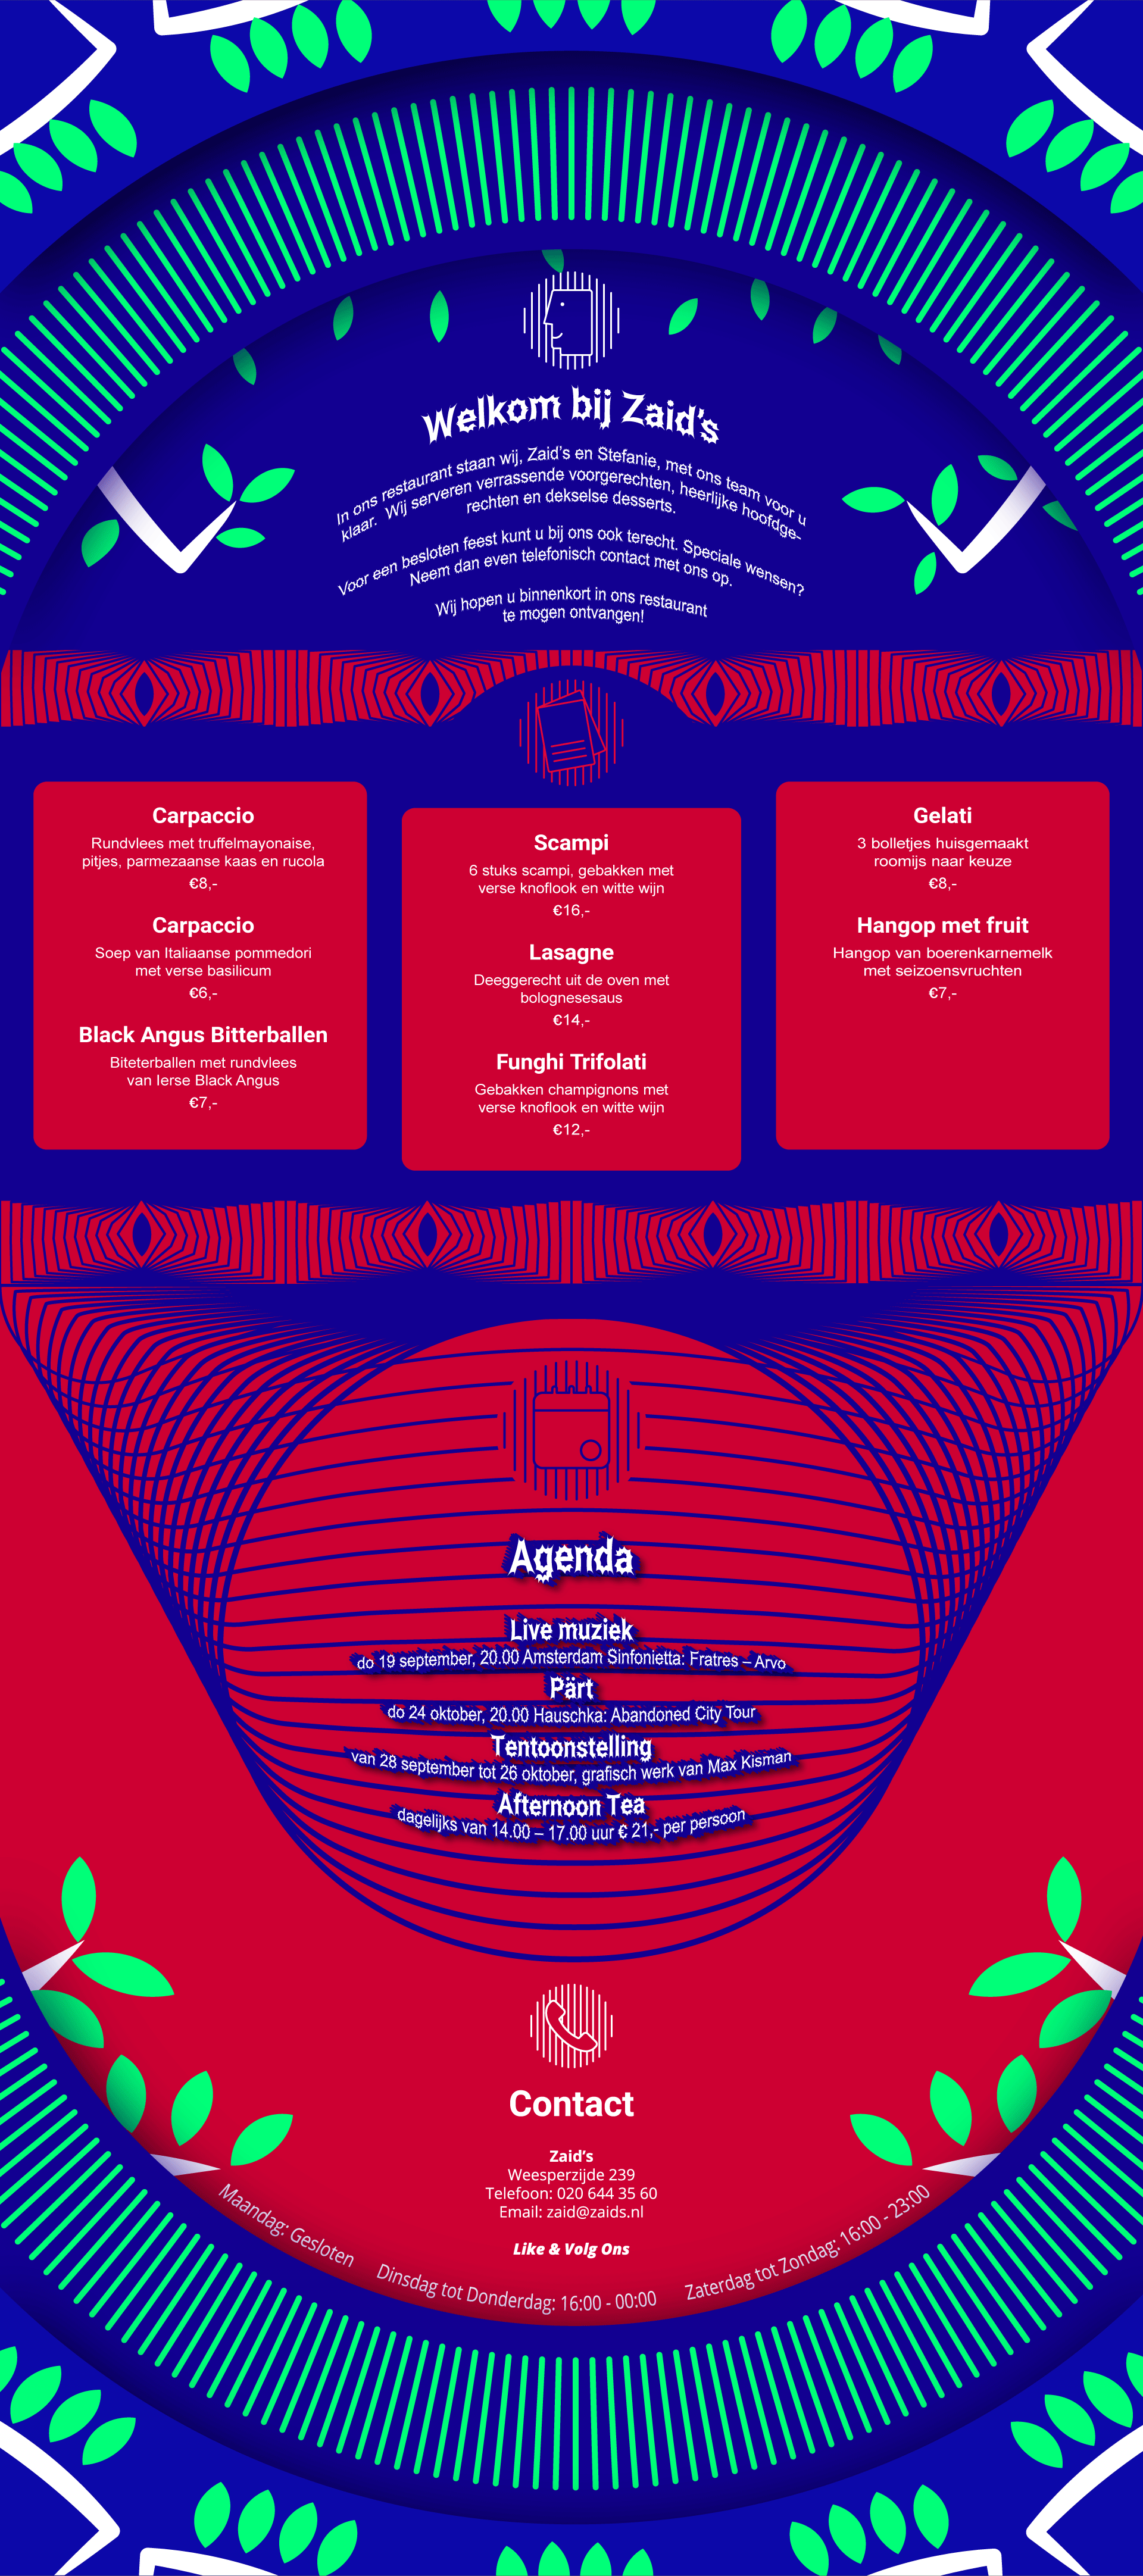 Welkom bij Zaid's
In ons restaurant staan wij, Zaid's en Stefanie, met ons team voor u
klaar. Wij serveren verrassende voorgerechten, heerlijke hoofdge-
rechten en dekselse desserts.
Voor een besloten feest kunt u bij ons ook terecht. Speciale wensen?
Neem dan even telefonisch contact met ons op.
Wij hopen u binnenkort in ons restaurant
te mogen ontvangen!
Carpaccio
Rundvlees met truffelmayonaise,
pitjes, parmezaanse kaas en rucola
€8,-
Carpaccio
Soep van Italiaanse pommedori
met verse basilicum
€6,-
Black Angus Bitterballen
Biteterballen met rundvlees
van Ierse Black Angus
€7,-
Scampi
6 stuks scampi, gebakken met
verse knoflook en witte wijn
€16,-
Lasagne
Deeggerecht uit de oven met
bolognesesaus
€14,-
Funghi Trifolati
Gebakken champignons met
verse knoflook en witte wijn
€12,-
Gelati
3 bolletjes huisgemaakt
roomijs naar keuze
€8,-
Hangop met fruit
Hangop van boerenkarnemelk
met seizoensvruchten
€7,-
Agenda
Live muziek
do 19 september, 20.00 Amsterdam Sinfonietta: Fratres – Arvo
Pärt
do 24 oktober, 20.00 Hauschka: Abandoned City Tour
Tentoonstelling
van 28 september tot 26 oktober, grafisch werk van Max Kisman
Afternoon Tea
dagelijks van 14.00 – 17.00 uur € 21,- per persoon
Contact
Zaid's
Weesperzijde 239
Telefoon: 020 644 35 60
Email: zaid@zaids.nl
Like & Volg Ons
Maandag: Gesloten
Dinsdag tot Donderdag: 16:00 - 00:00
Zaterdag tot Zondag: 16:00 - 23:00